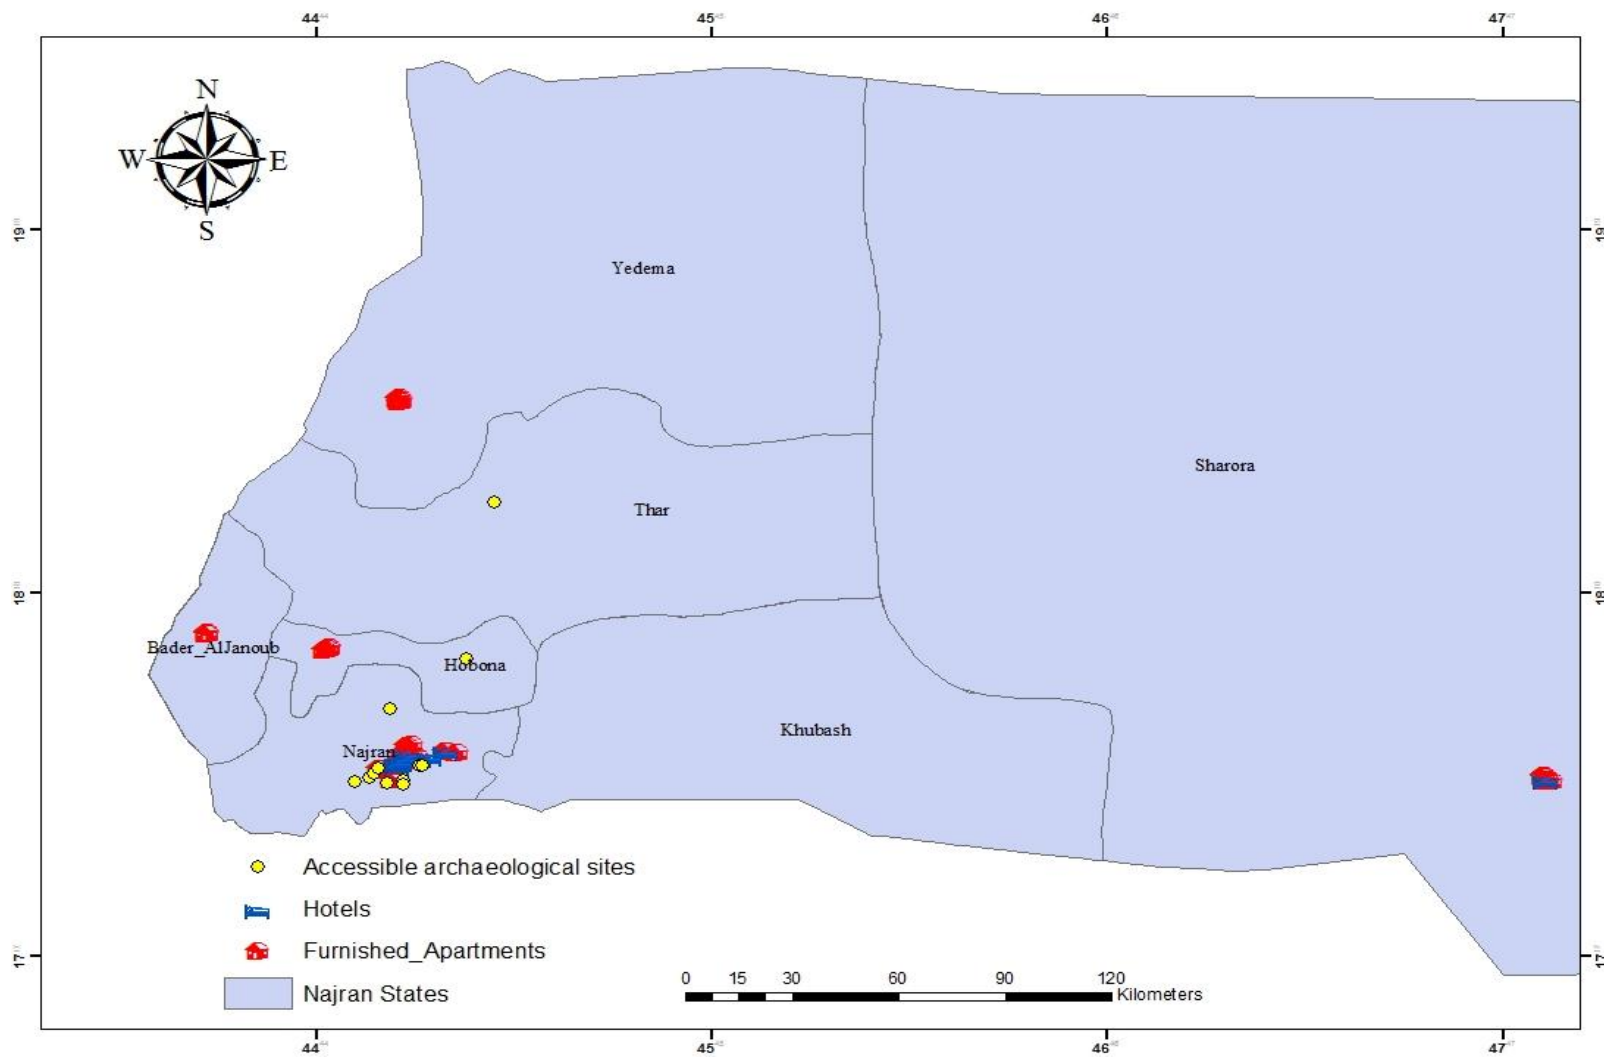 44 45 46 47
N
W E
S
19 19
Yedema
Sharora
Thar
18 18
Bader_AlJanoub
Hobona
Khubash
Najran
Accessible archaeological sites
Hotels
Furnished_Apartments
17 17
0 15 30 60 90 120
Kilometers
Najran States
44 45 46 47